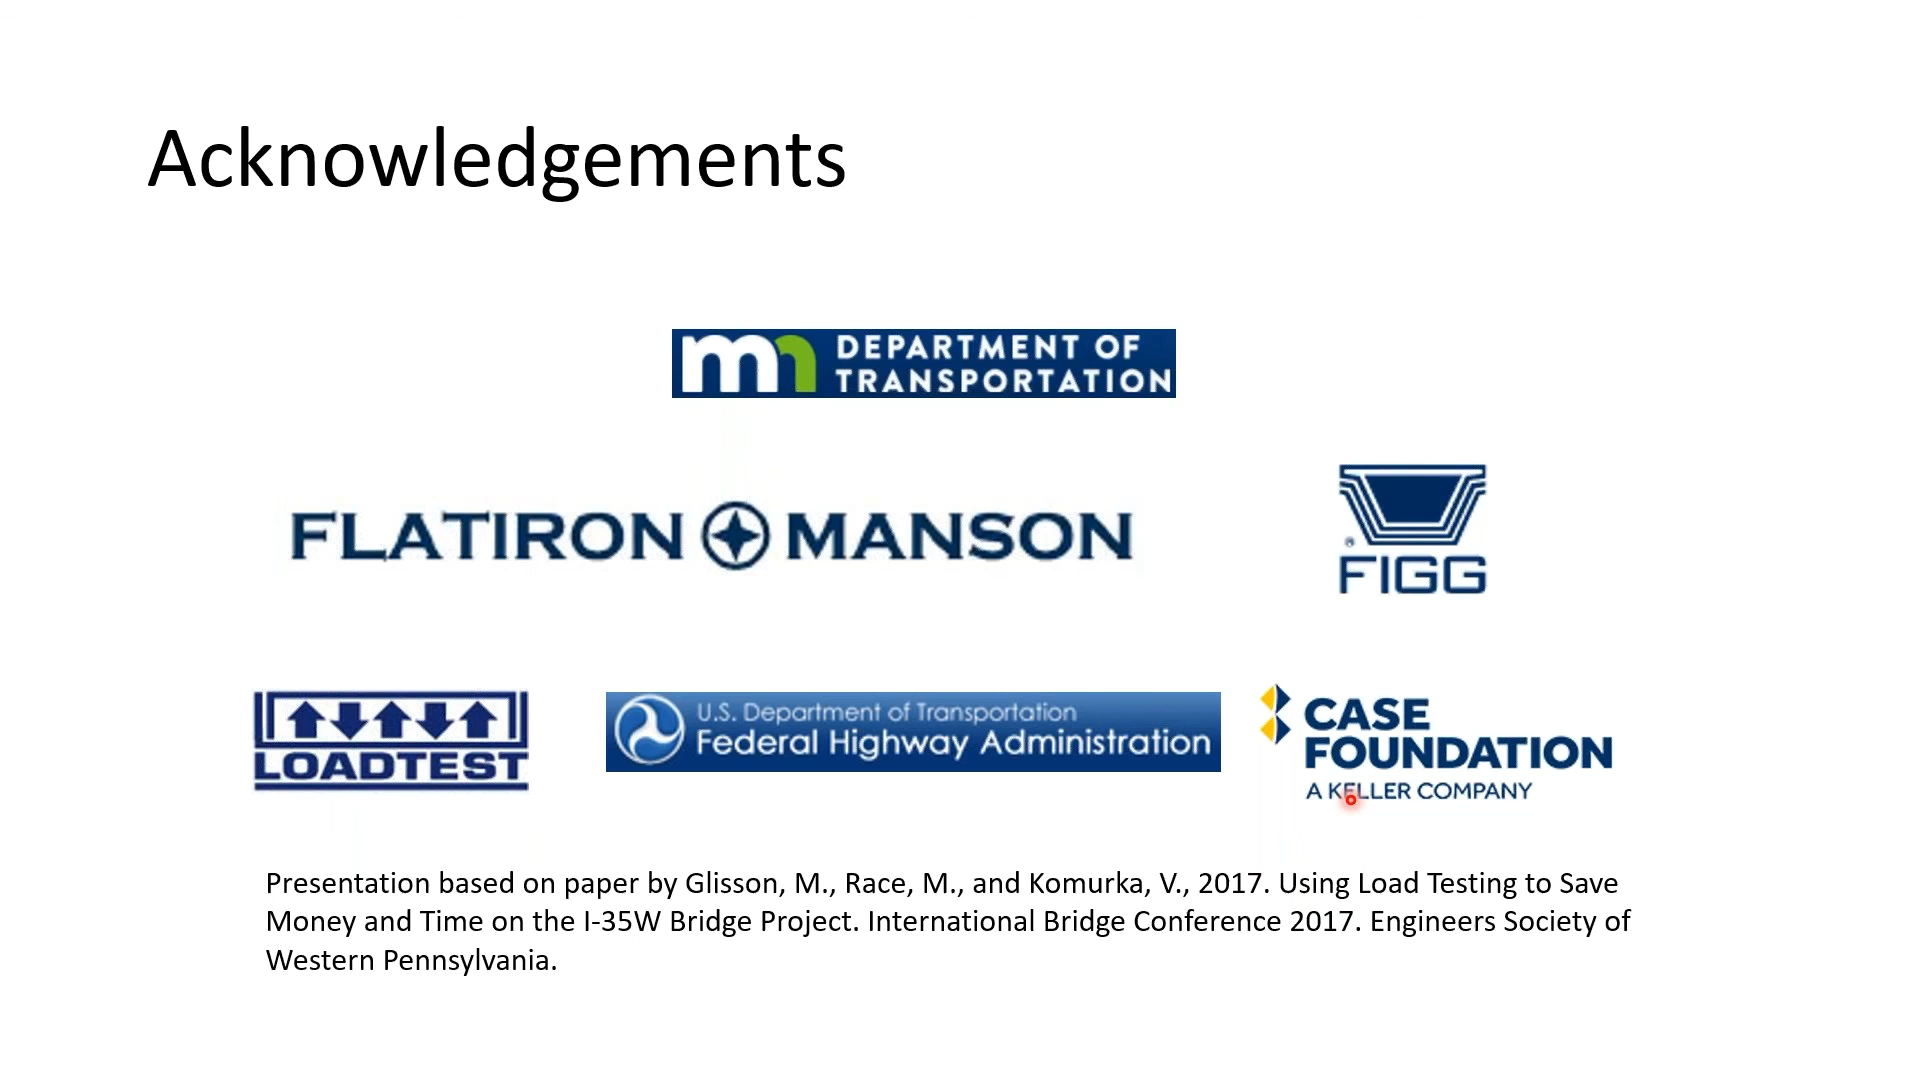 Acknowledgements
mn DEPARTMENT OF
TRANSPORTATION
FLATIRON MANSON
® FIGG
LOADTEST
U.S. Department of Transportation
Federal Highway Administration
CASE
FOUNDATION
A KELLER COMPANY
Presentation based on paper by Glisson, M., Race, M., and Komurka, V., 2017. Using Load Testing to Save
Money and Time on the I-35W Bridge Project. International Bridge Conference 2017. Engineers Society of
Western Pennsylvania.